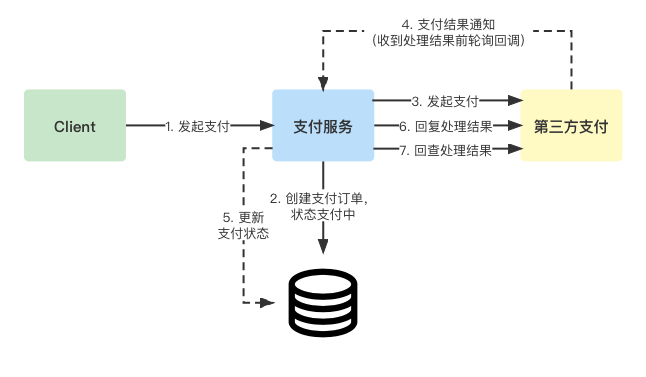 4. 支付结果通知
（收到处理结果前轮询回调）
Client
1. 发起支付
支付服务
3. 发起支付
6. 回复处理结果
7. 回查处理结果
第三方支付
2. 创建支付订单，
状态支付中
5. 更新
支付状态